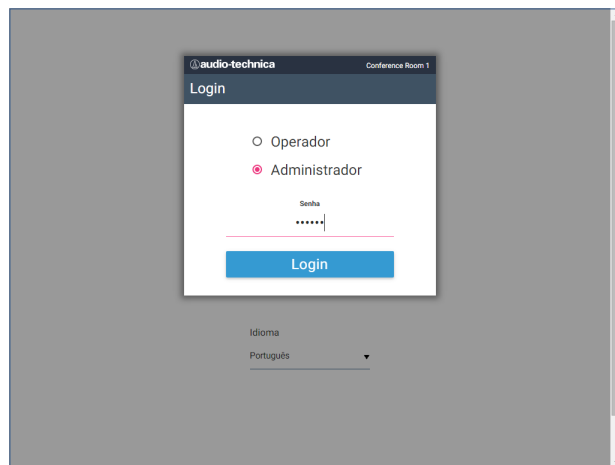 audio-technica
Conference Room 1
Login
Operador
Administrador
Senha
••••••
Login
Idioma
Português